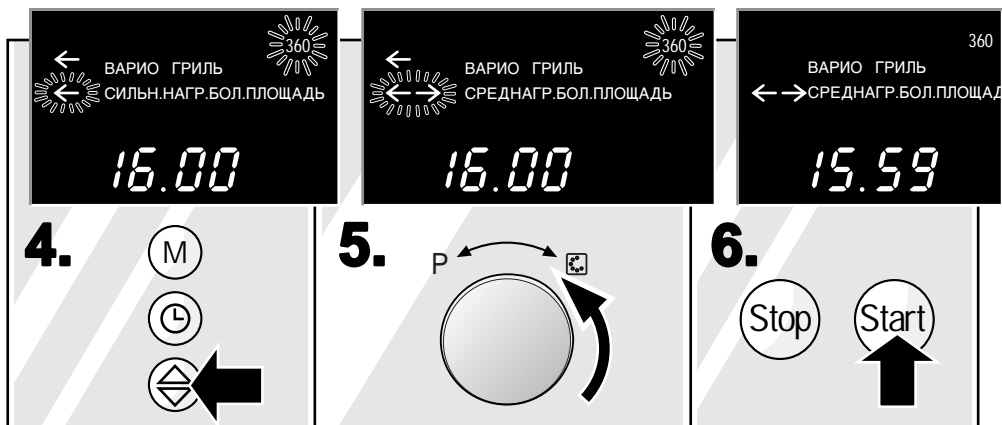 360
ВАРИО ГРИЛЬ
СИЛЬН.НАГР.БОЛ.ПЛОЩАДЬ
16.00
360
ВАРИО ГРИЛЬ
СРЕДНАГР.БОЛ.ПЛОЩАДЬ
16.00
360
ВАРИО ГРИЛЬ
СРЕДНАГР.БОЛ.ПЛОЩАД
15.59
4.
M
5.
P
6.
Stop
Start